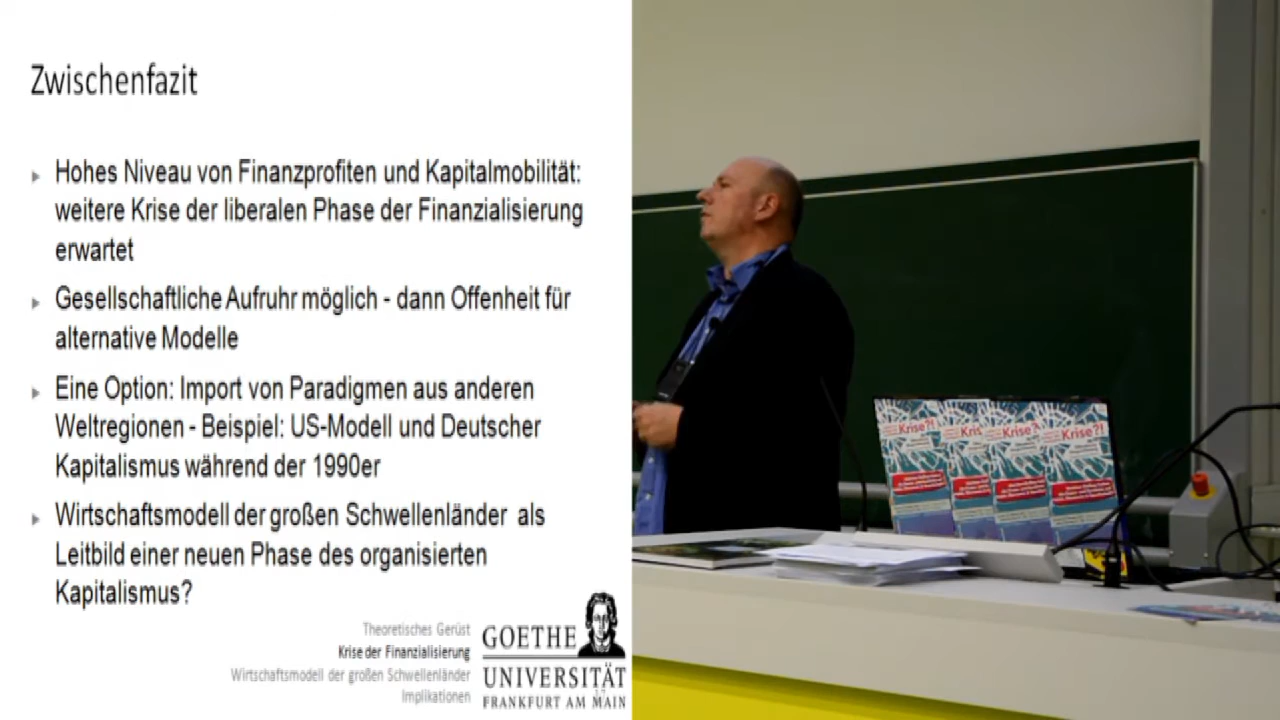 Zwischenfazit
Hohes Niveau von Finanzprofiten und Kapitalmobilität:
weitere Krise der liberalen Phase der Finanzialisierung
erwartet
Gesellschaftliche Aufruhr möglich - dann Offenheit für
alternative Modelle
Eine Option: Import von Paradigmen aus anderen
Weltregionen - Beispiel: US-Modell und Deutscher
Kapitalismus während der 1990er
Wirtschaftsmodell der großen Schwellenländer als
Leitbild einer neuen Phase des organisierten
Kapitalismus?
Theoretisches Gerüst
Krise der Finanzialisierung
Wirtschaftsmodell der großen Schwellenländer
Implikationen
GOETHE
UNIVERSITÄT
FRANKFURT AM MAIN
17
Krise?!
Kris
Krise?
Krise?!